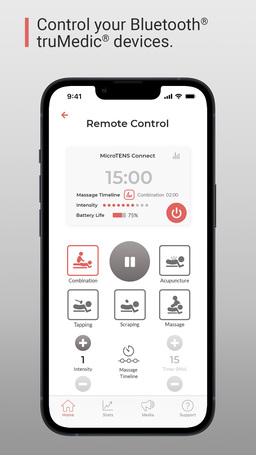 Control your Bluetooth®
truMedic® devices.
9:41
Remote Control
MicroTENS Connect
15:00
Massage Timeline Combination 02:00
Intensity
Battery Life 75%
Combination
Acupuncture
Tapping
Scraping
Massage
1
Intensity
Massage
Timeline
15
Timer (Min)
Home
Stats
Media
Support